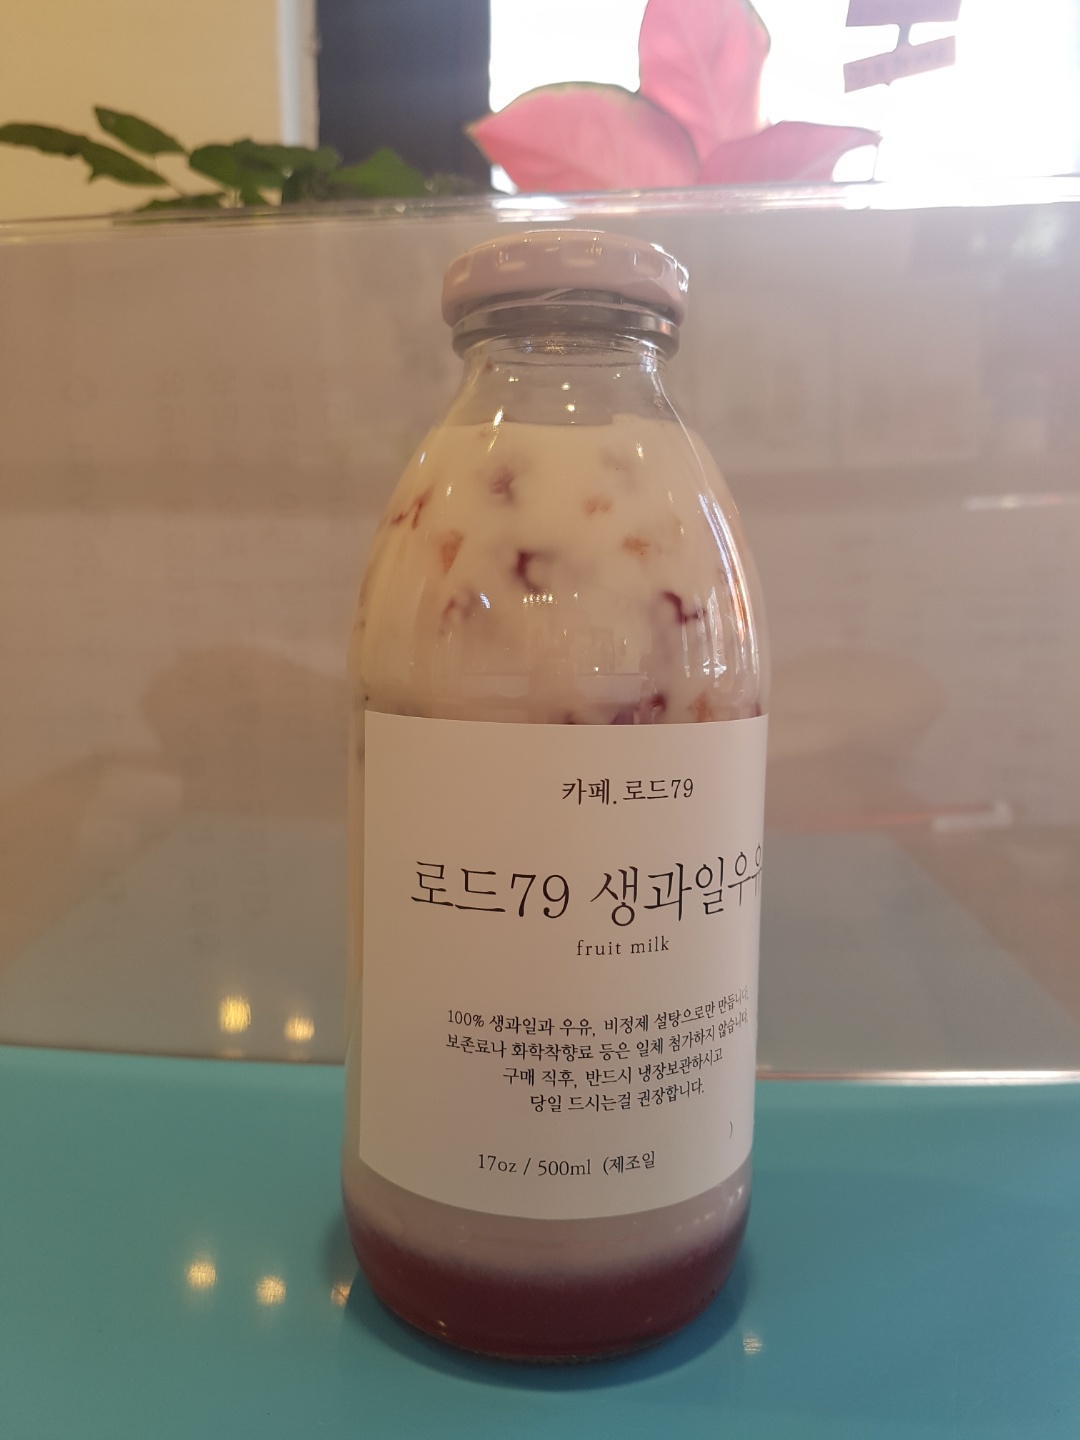 카페.로드79
로드79 생과일우유
fruit milk
100% 생과일과 우유, 비정제 설탕으로만 만듭니다.
보존료나 화학착향료 등은 일체 첨가하지 않습니다.
구매 직후, 반드시 냉장보관하시고
당일 드시는걸 권장합니다.
17oz / 500ml (제조일 )